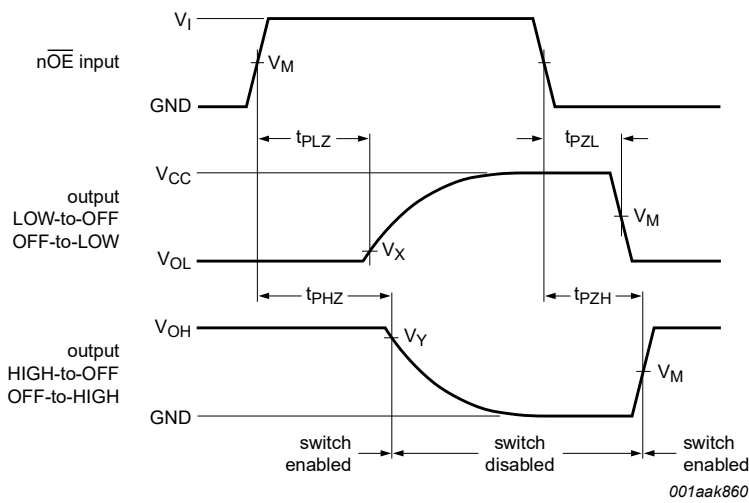 V_I
nO̅E̅ input
V_M
GND
t_PLZ
t_PZL
V_CC
output
LOW-to-OFF
OFF-to-LOW
V_M
V_X
V_OL
t_PHZ
t_PZH
V_OH
V_Y
output
HIGH-to-OFF
OFF-to-HIGH
V_M
GND
switch
enabled
switch
disabled
switch
enabled
001aak860